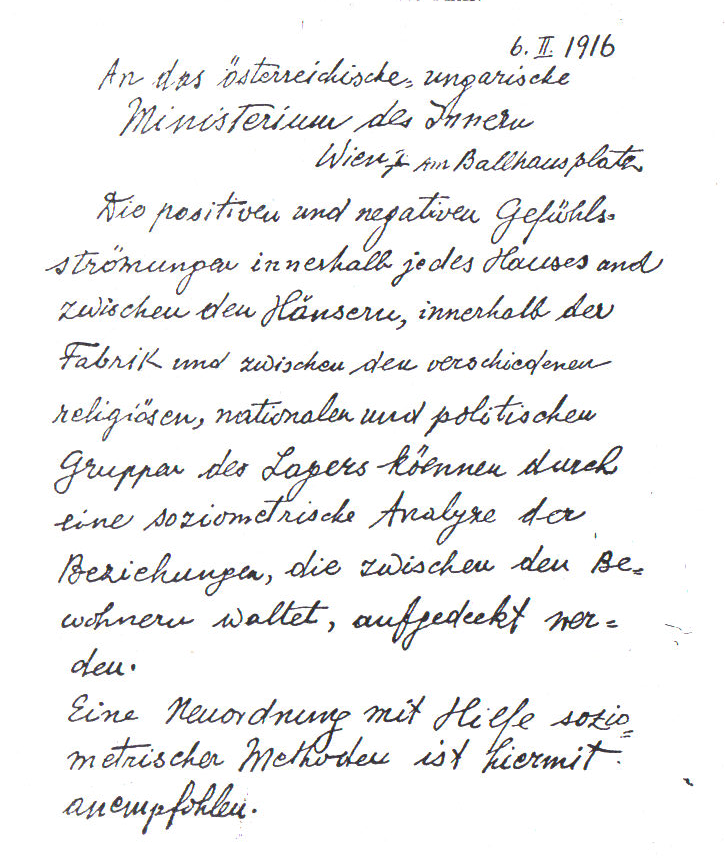 6. II. 1916
An das österreichische=ungarische
Ministerium des Innern
Wien I Am Ballhausplatz
Die positiven und negativen Gefühls=
strömungen innerhalb jedes Hauses und
zwischen den Häusern, innerhalb der
Fabrik und zwischen den verschiedenen
religiösen, nationalen und politischen
Gruppen des Lagers köennen durch
eine soziometrische Analyse der
Beziehungen, die zwischen den Be=
wohnern waltet, aufgedeckt wer=
den.
Eine Neuordnung mit Hilfe sozio=
metrischer Methoden ist hiermit
anempfohlen.